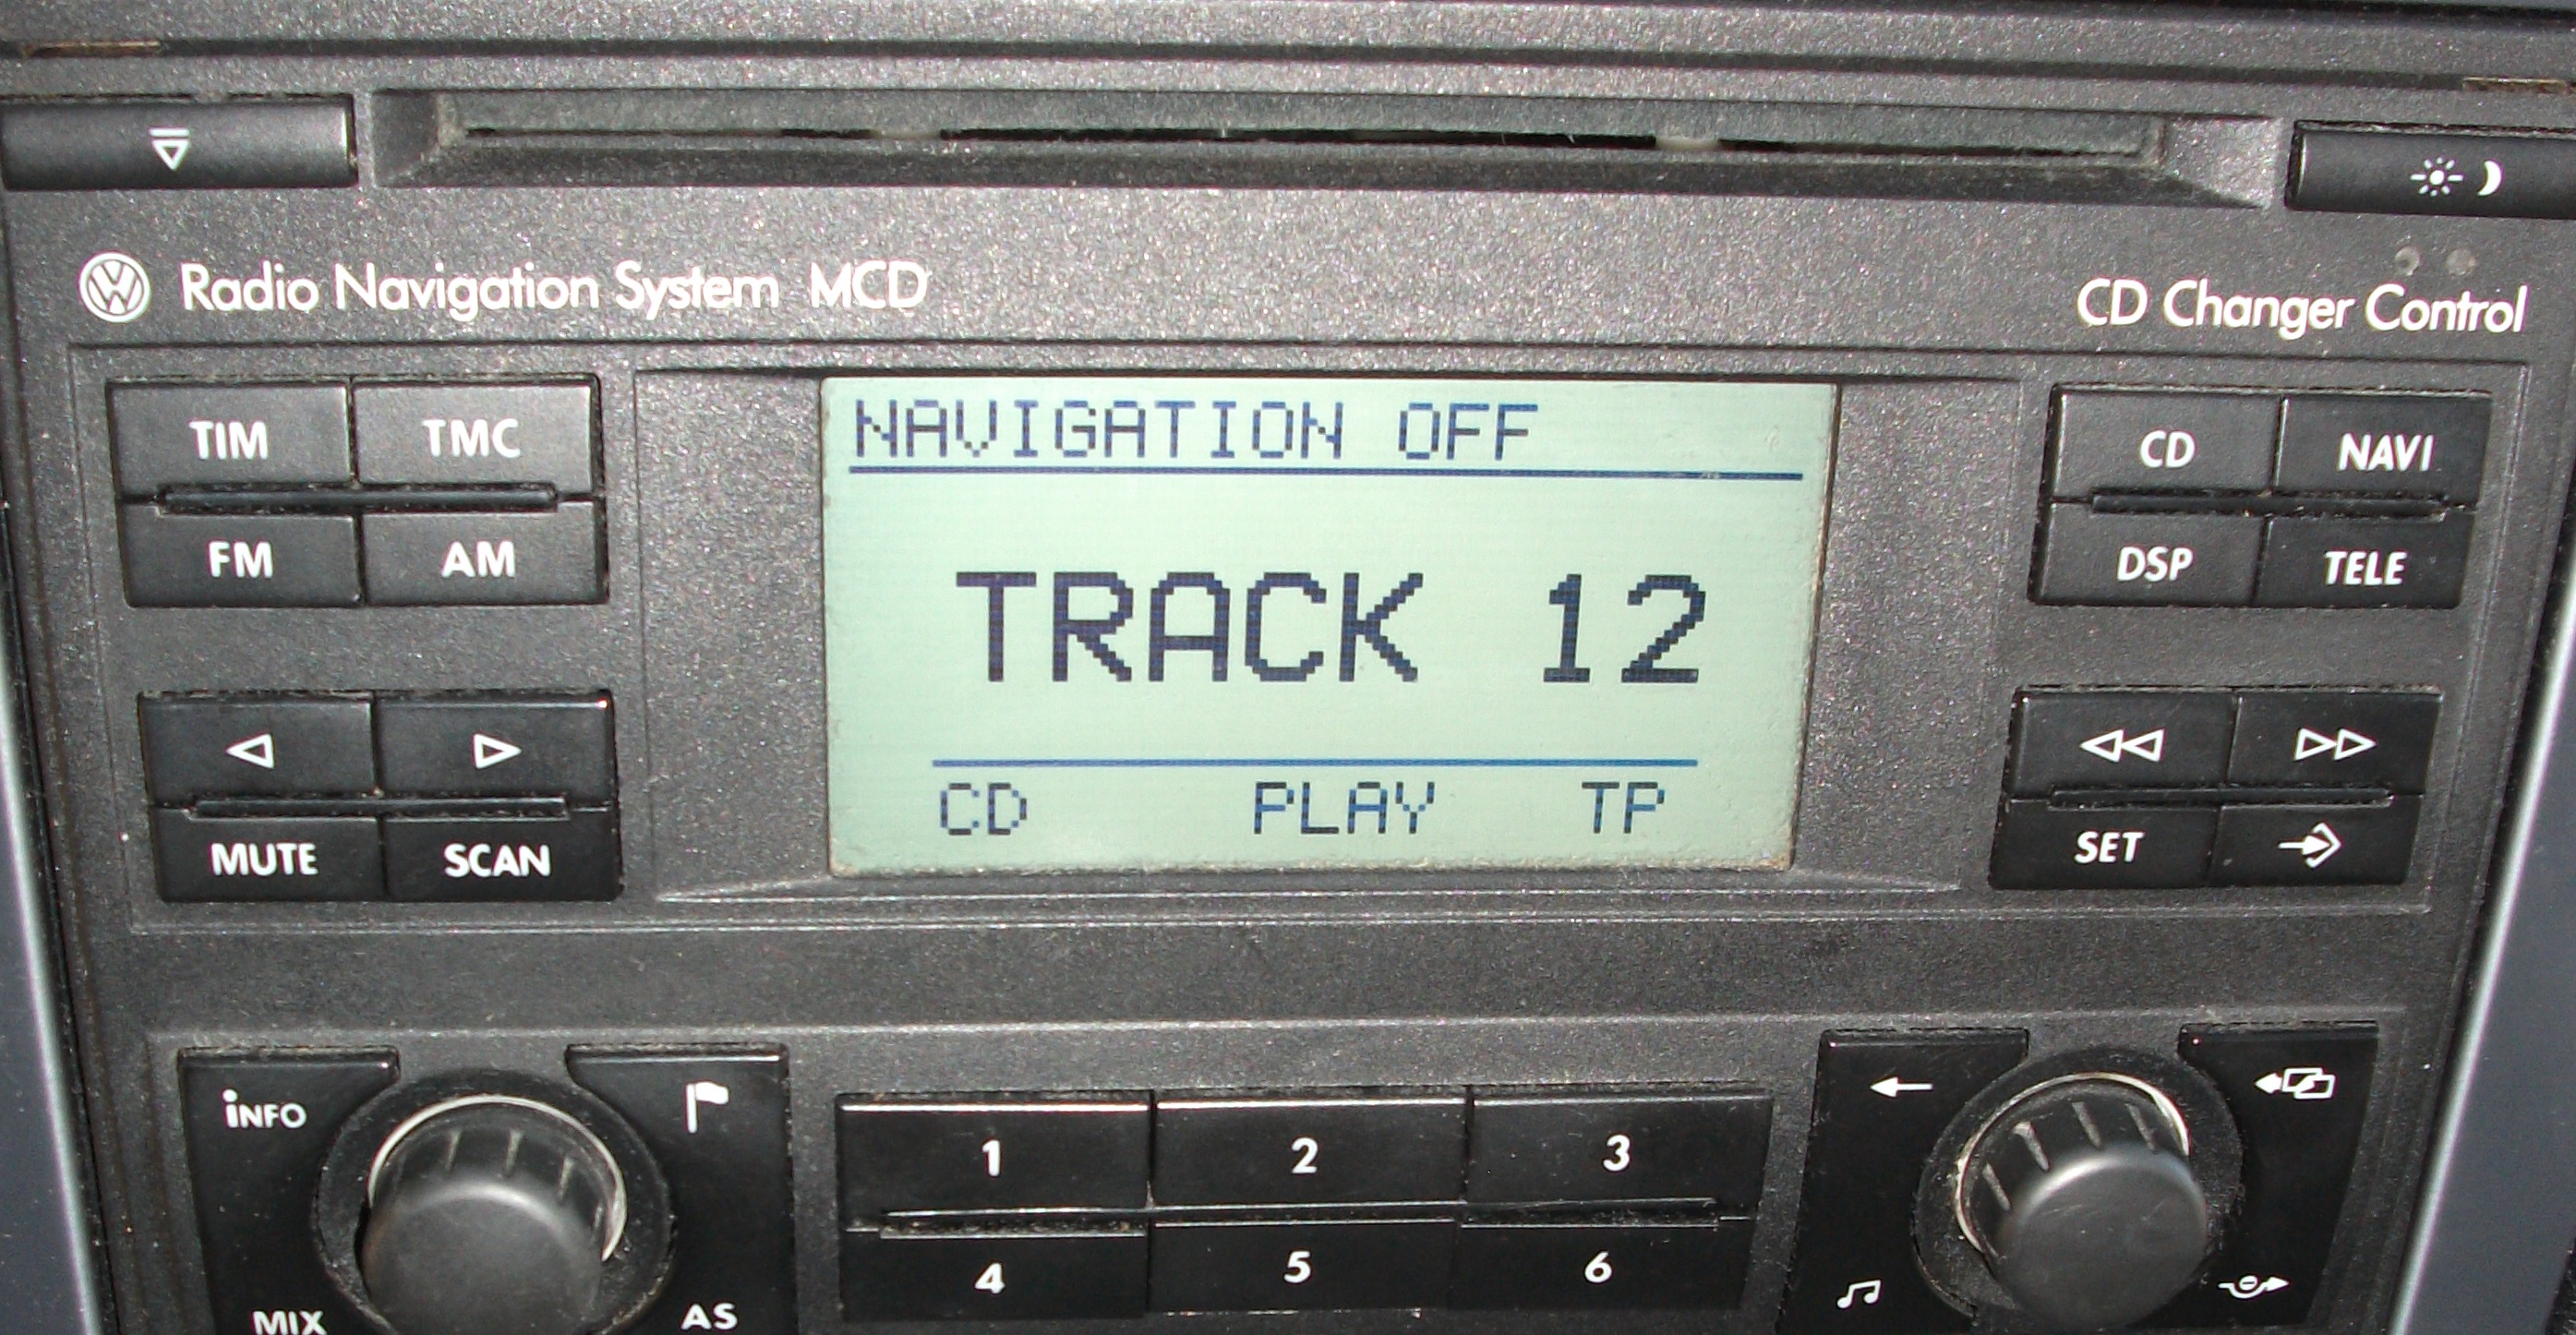 Radio Navigation System MCD
CD Changer Control
TIM TMC
FM AM
NAVIGATION OFF
TRACK 12
CD PLAY TP
CD NAVI
DSP TELE
MUTE SCAN
SET
iNFO
MIX AS
1 2 3
4 5 6